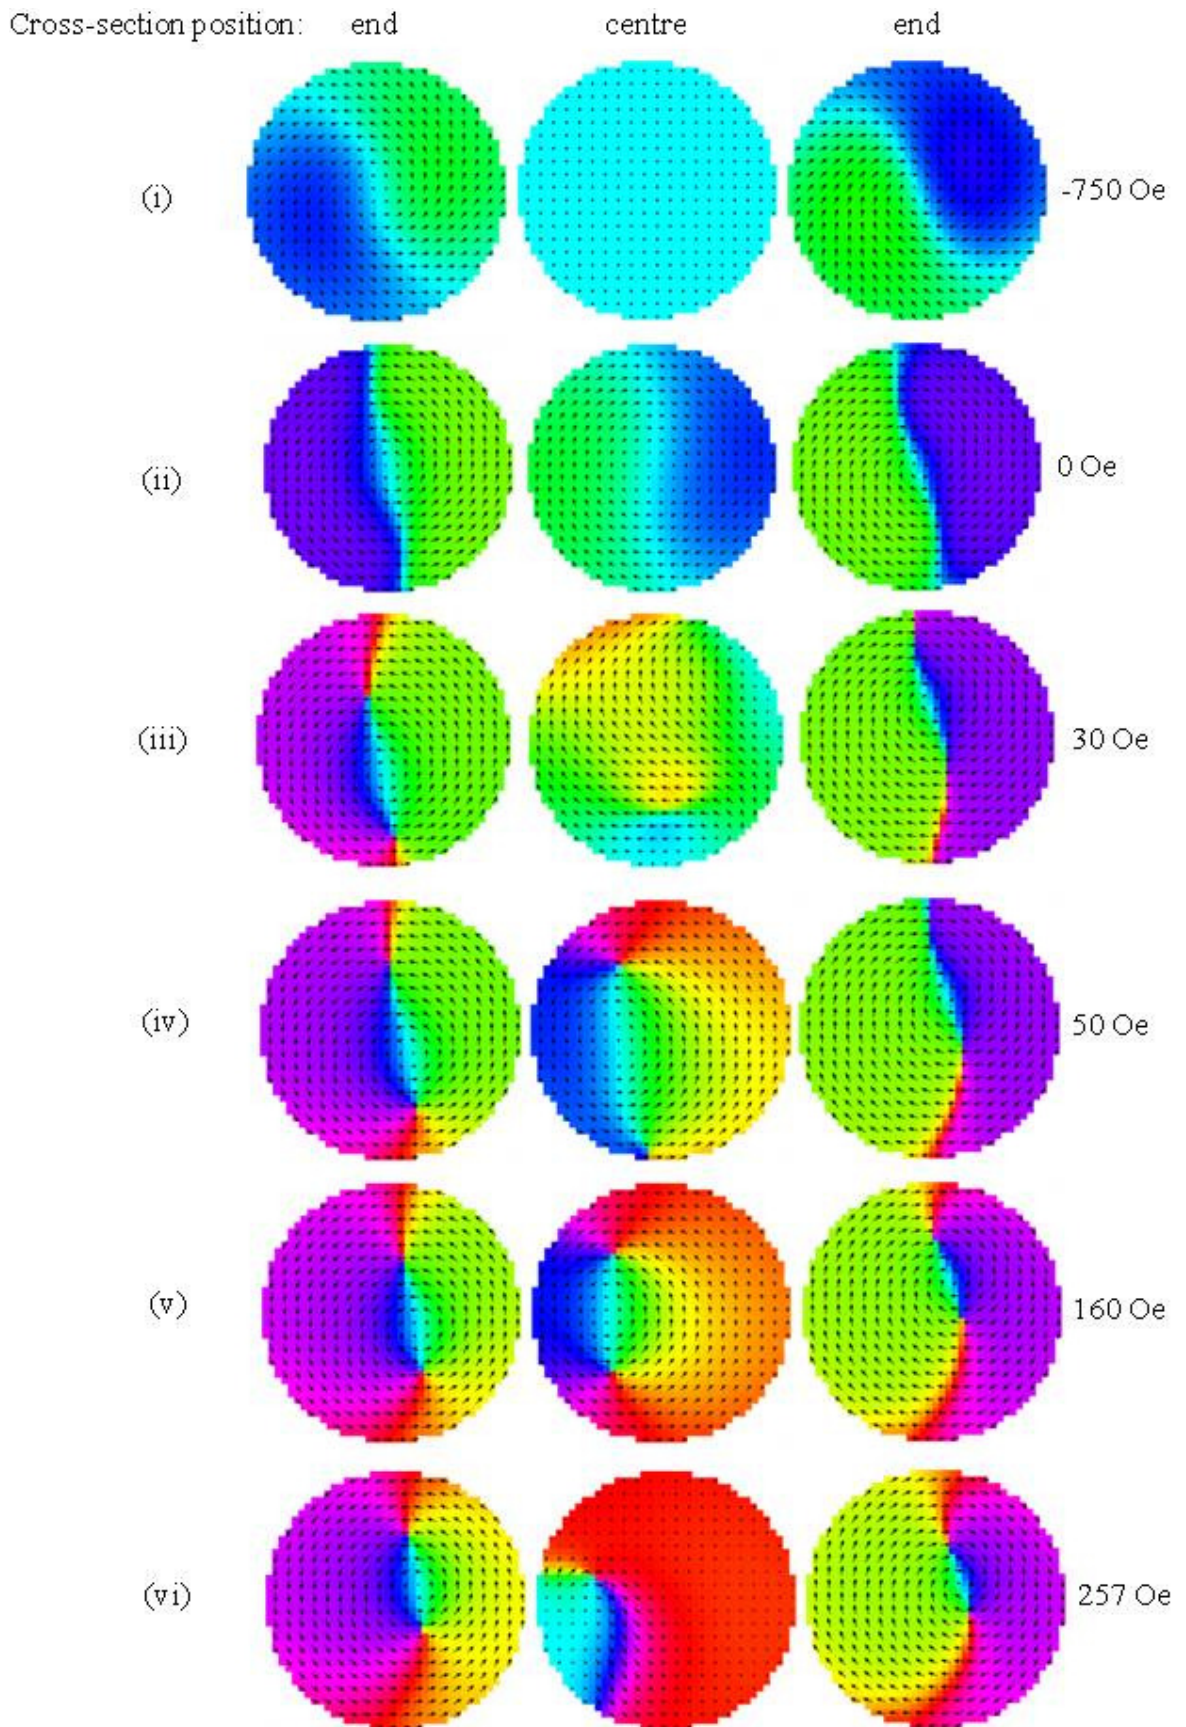 Cross-section position: end centre end
(i) -750 Oe
(ii) 0 Oe
(iii) 30 Oe
(iv) 50 Oe
(v) 160 Oe
(vi) 257 Oe